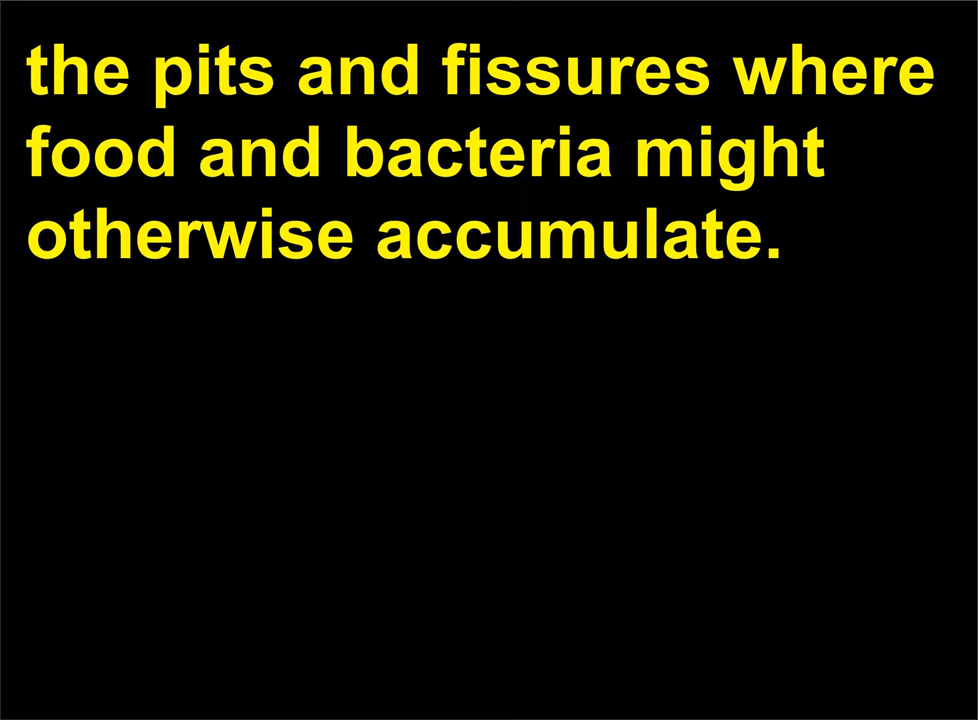 the pits and fissures where
food and bacteria might
otherwise accumulate.